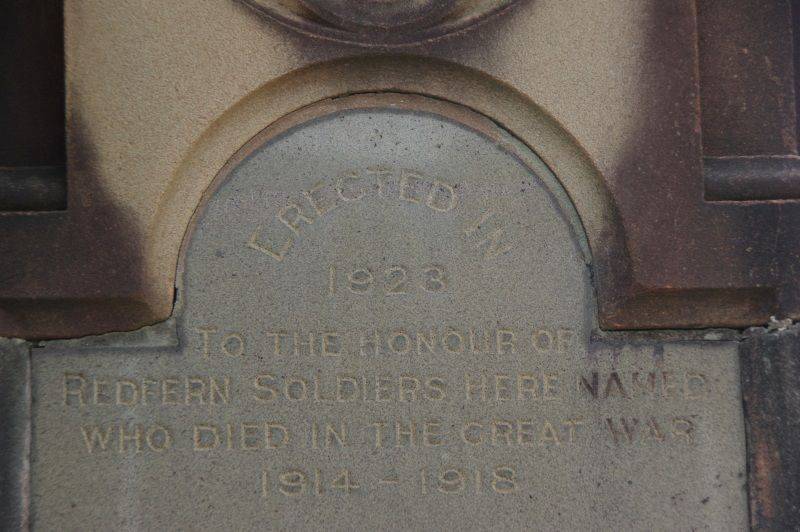 ERECTED IN
1923
TO THE HONOUR OF
REDFERN SOLDIERS HERE NAMED
WHO DIED IN THE GREAT WAR
1914 - 1918